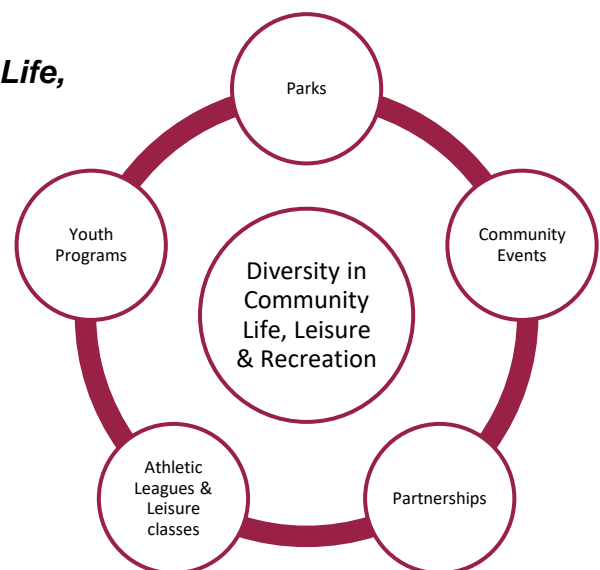 Life,
Parks
Youth
Programs
Community
Events
Diversity in
Community
Life, Leisure
& Recreation
Athletic
Leagues &
Leisure
classes
Partnerships